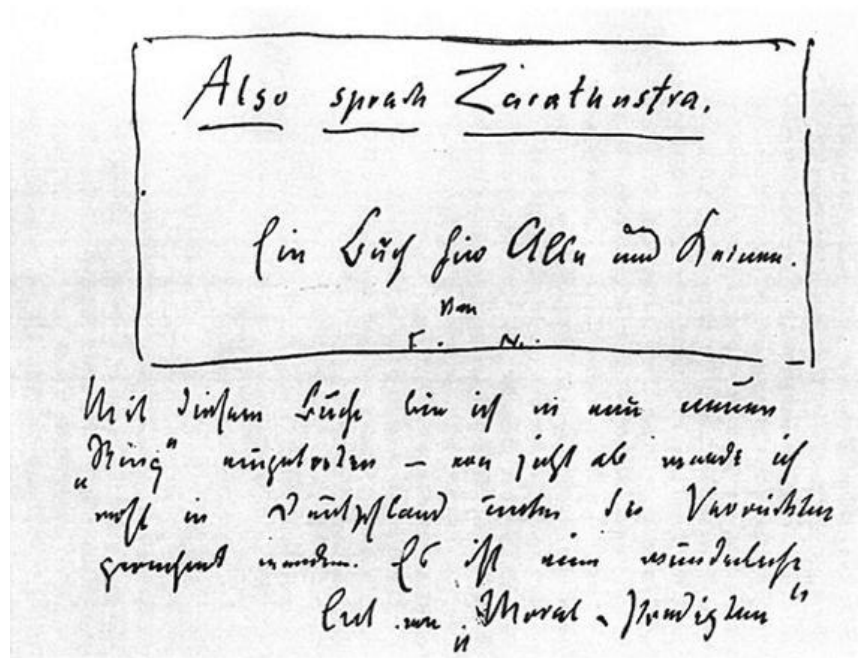 Also sprach Zarathustra.
Ein Buch für Alle und Keinen.
Von
F. N.
Mit diesem Buche bin ich in einen neuen
„Ring“ eingetreten — von jetzt ab werde ich
wohl in Deutschland unter die Verrückten
gerechnet werden. Es ist eine wunderliche
Art von „Moral-Predigten“